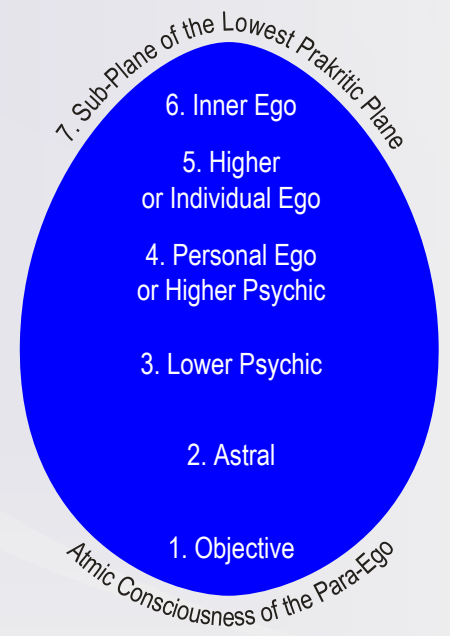 7. Sub-Plane of the Lowest Prakritic Plane
6. Inner Ego
5. Higher
or Individual Ego
4. Personal Ego
or Higher Psychic
3. Lower Psychic
2. Astral
1. Objective
Atmic Consciousness of the Para-Ego